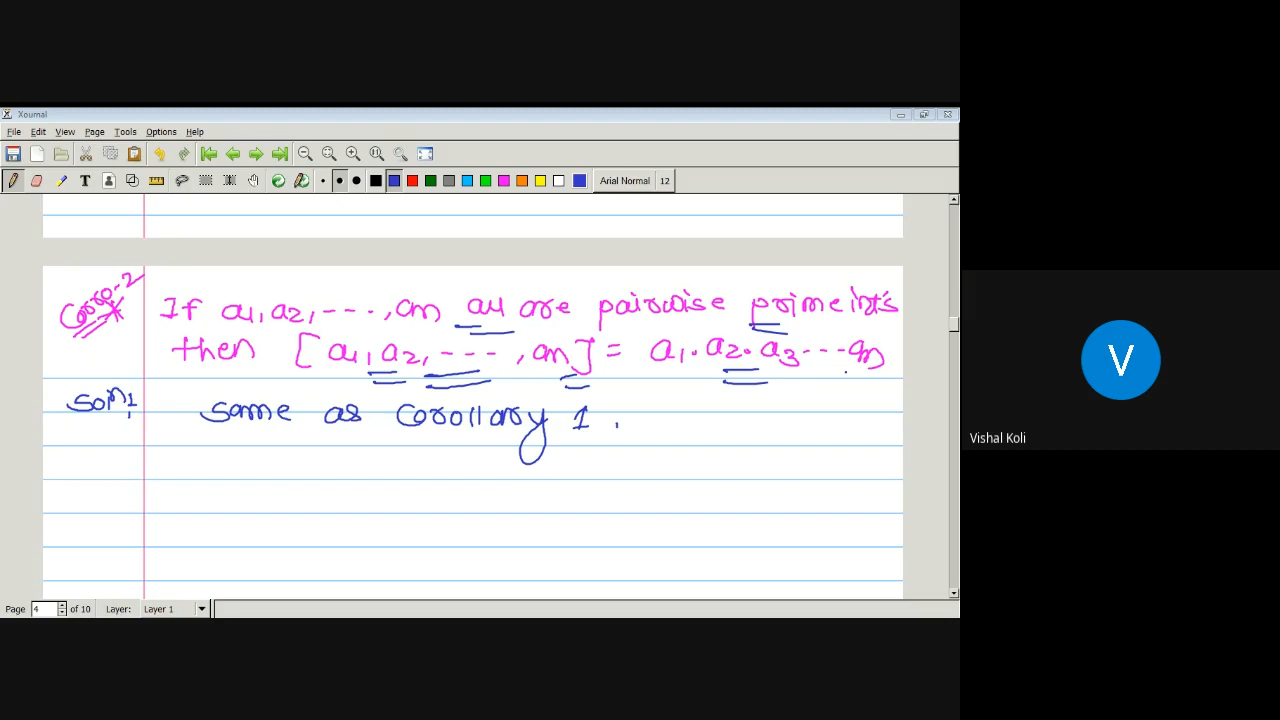 Xournal
File Edit View Page Tools Options Help
Arial Normal 12
Coro-2
If a1, a2, ----, am all are pairwise prime int's
then [a1, a2, ----, am] = a1. a2. a3 --- am
Soln:
Same as Corollary 1 .
Vishal Koli
V
Page 4 of 10 Layer: Layer 1